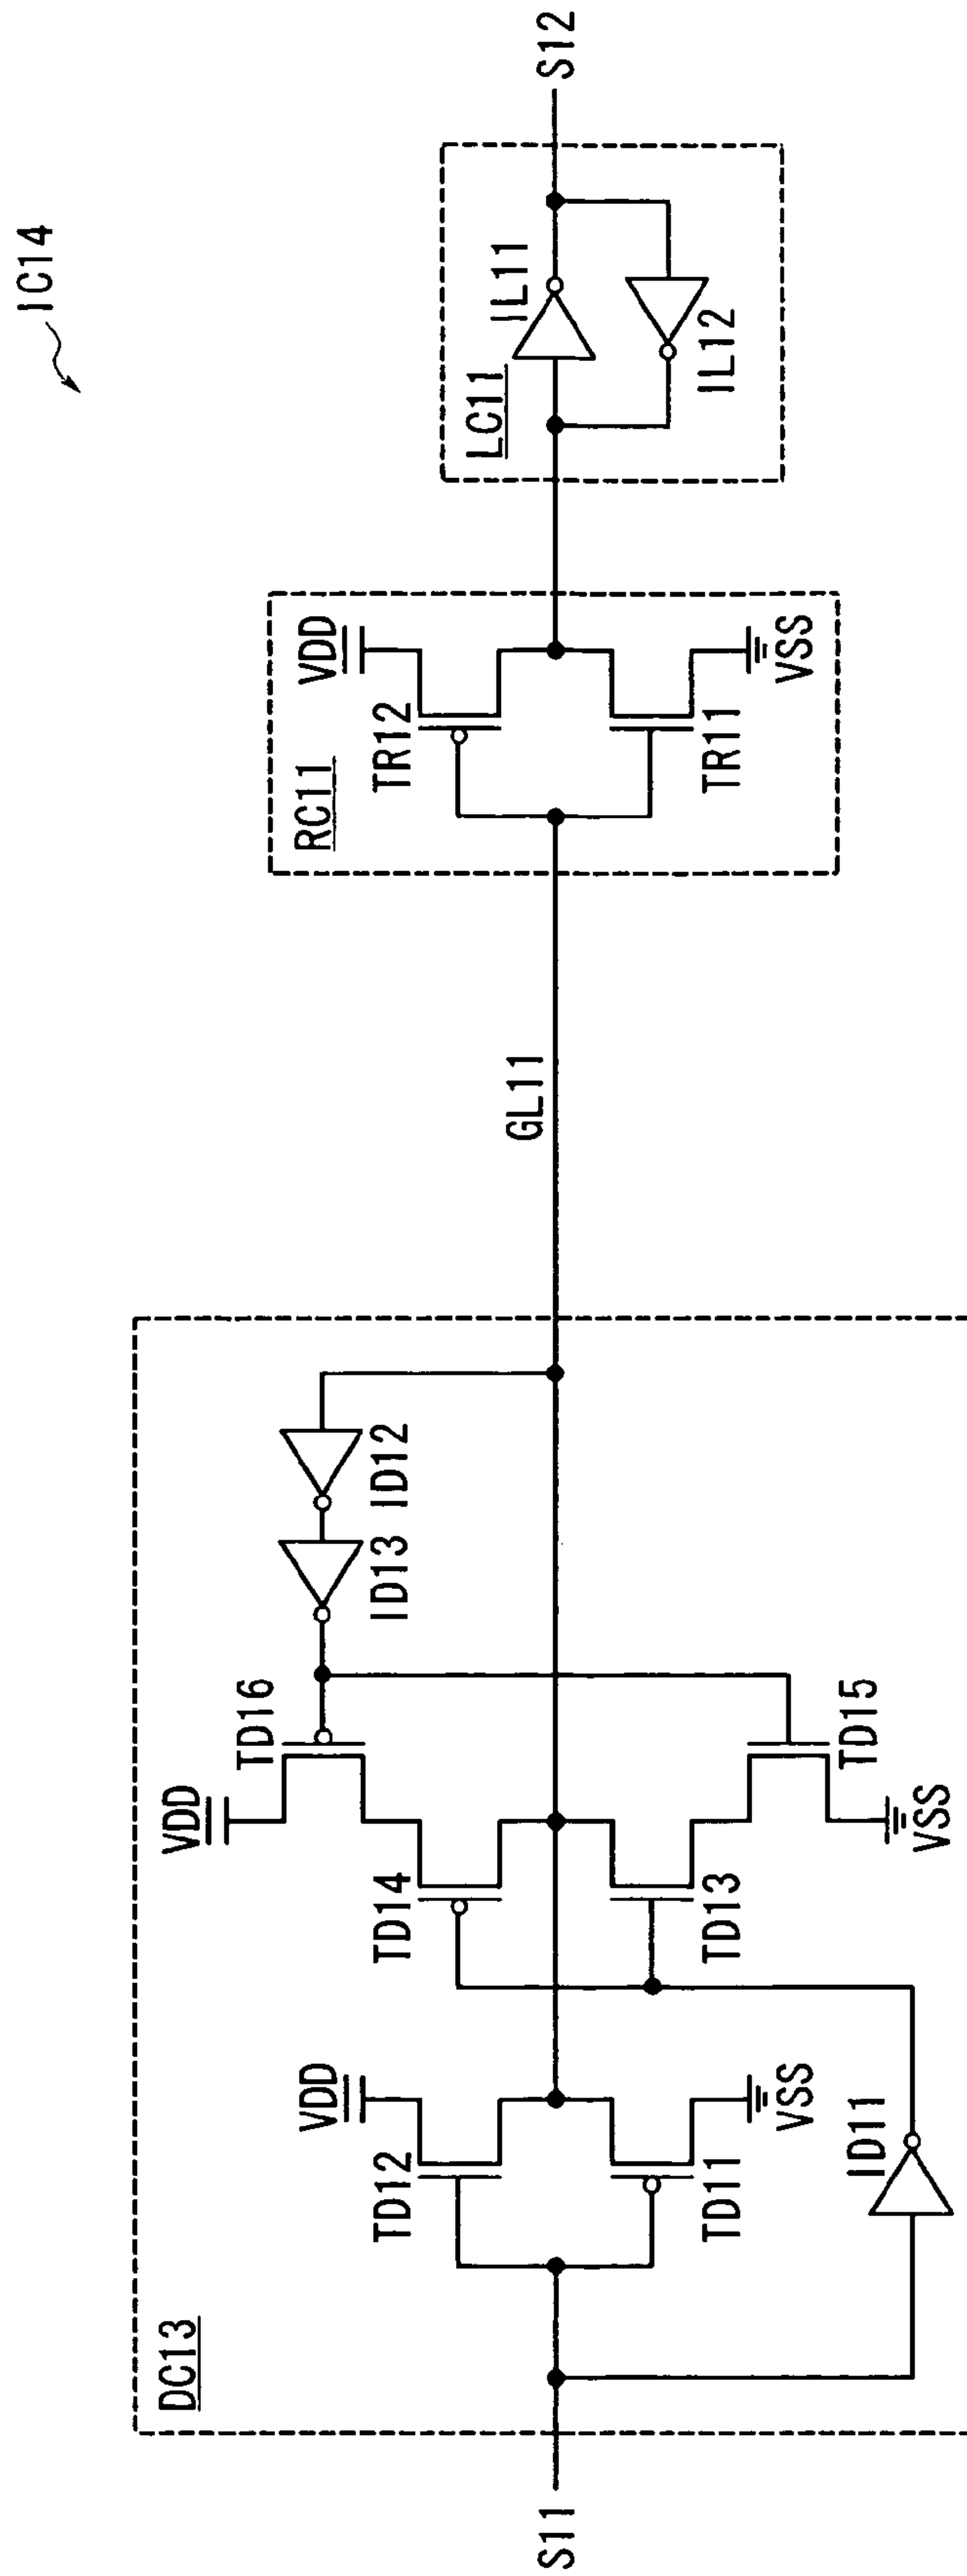 IC14
DC13
S11
TD12
VDD
TD11
VSS
ID11
TD14
TD13
VDD
TD16
TD15
VSS
ID13
ID12
GL11
RC11
TR12
VDD
TR11
VSS
LC11
IL11
IL12
S12